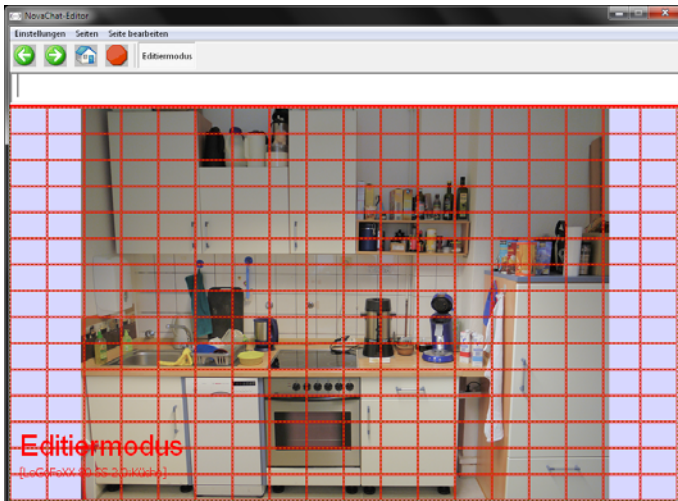 NovaChat-Editor
Einstellungen Seiten Seite bearbeiten
Editiermodus
Editiermodus